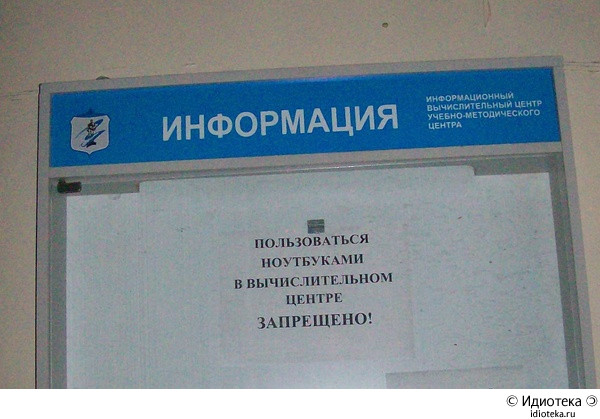 ИНФОРМАЦИЯ
ИНФОРМАЦИОННЫЙ
ВЫЧИСЛИТЕЛЬНЫЙ ЦЕНТР
УЧЕБНО-МЕТОДИЧЕСКОГО
ЦЕНТРА
ПОЛЬЗОВАТЬСЯ
НОУТБУКАМИ
В ВЫЧИСЛИТЕЛЬНОМ
ЦЕНТРЕ
ЗАПРЕЩЕНО!
© Идиотека
idioteka.ru